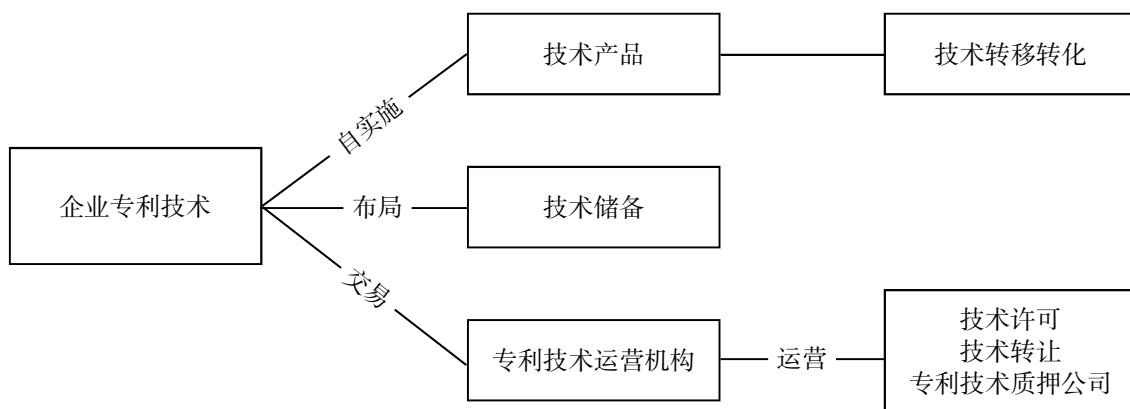 技术产品
技术转移转化
自实施
企业专利技术
布局
技术储备
交易
专利技术运营机构
运营
技术许可
技术转让
专利技术质押公司